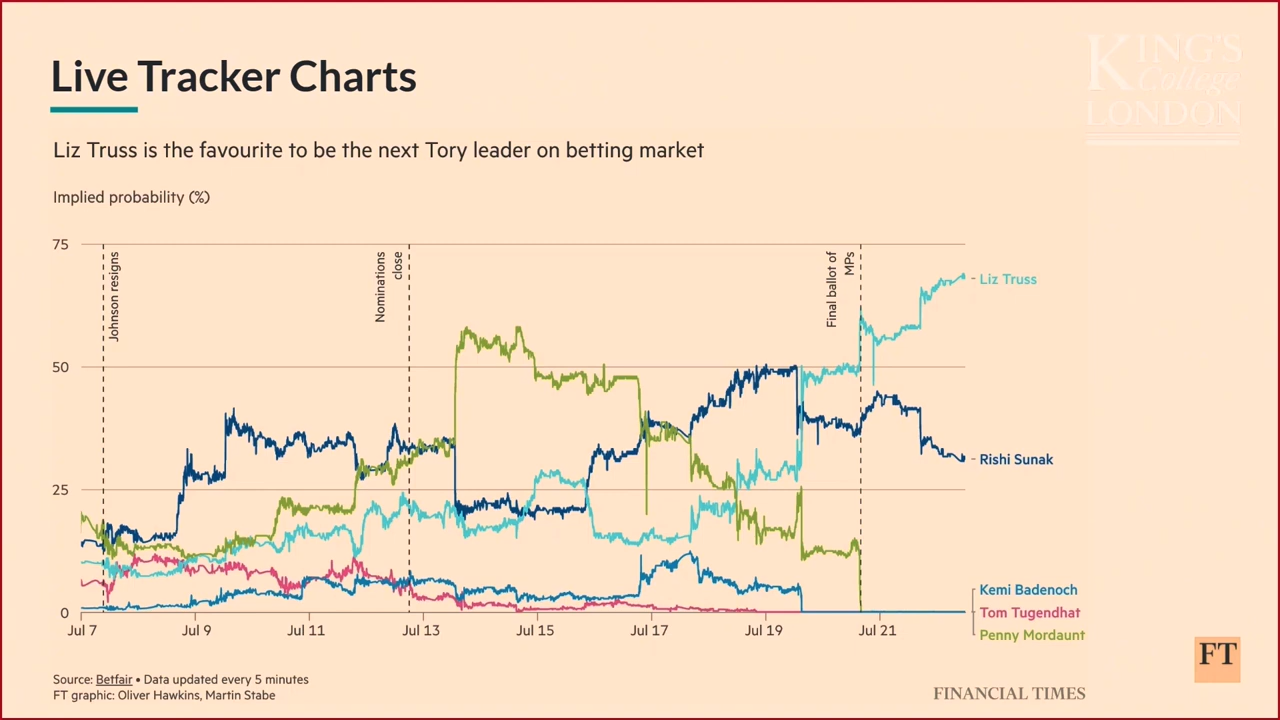 KING'S
College
LONDON
Live Tracker Charts
Liz Truss is the favourite to be the next Tory leader on betting market
Implied probability (%)
75
50
25
0
Johnson resigns
Nominations
close
Final ballot of
MPs
Liz Truss
Rishi Sunak
Kemi Badenoch
Tom Tugendhat
Penny Mordaunt
Jul 7
Jul 9
Jul 11
Jul 13
Jul 15
Jul 17
Jul 19
Jul 21
Source: Betfair • Data updated every 5 minutes
FT graphic: Oliver Hawkins, Martin Stabe
FINANCIAL TIMES
FT